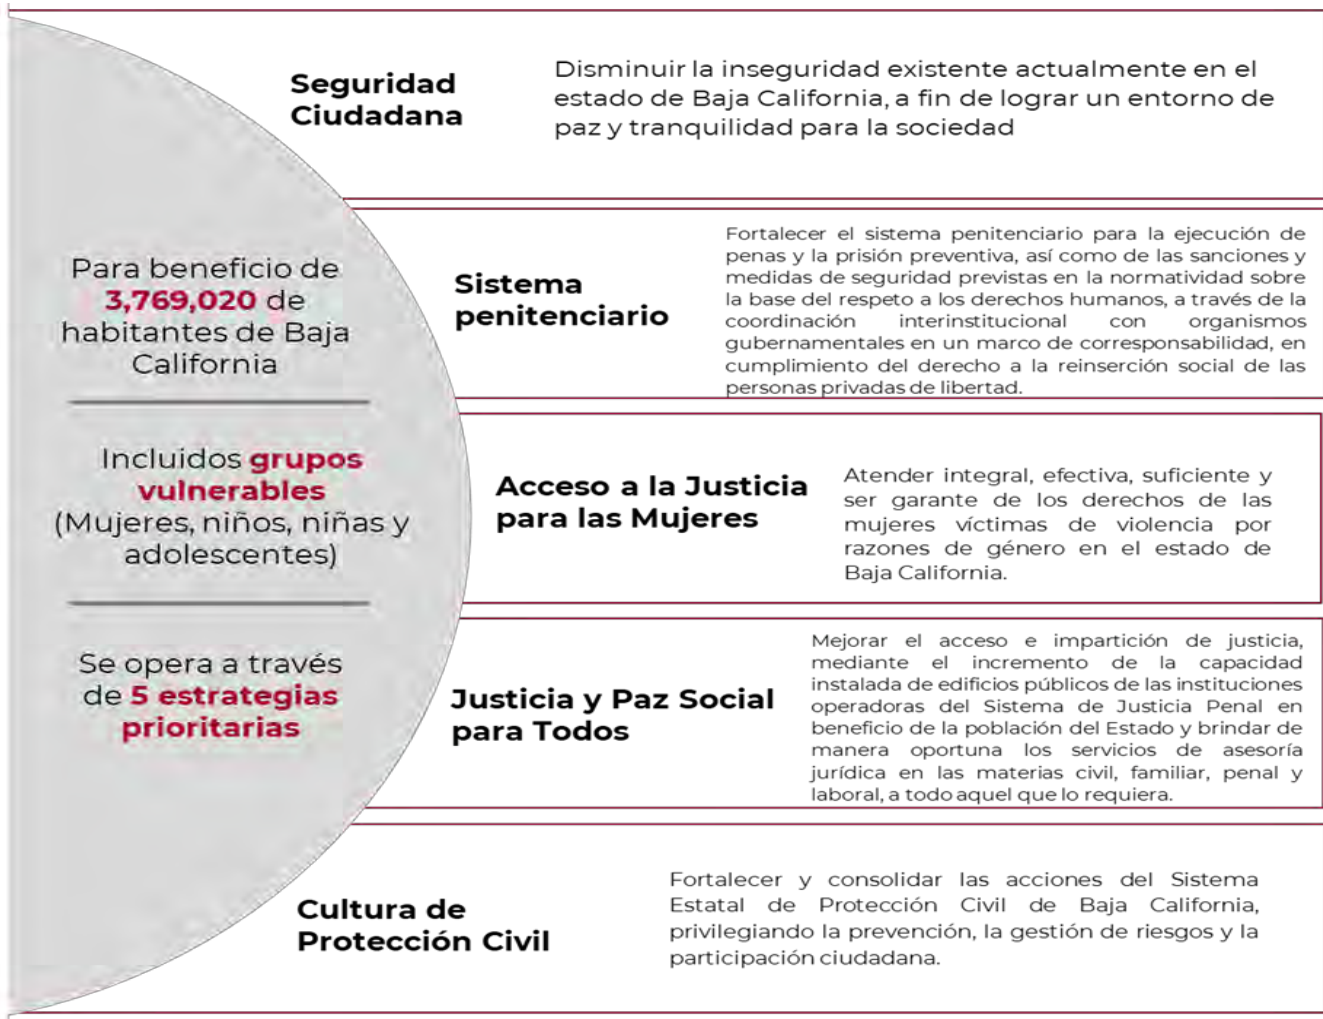 Seguridad
Ciudadana
Disminuir la inseguridad existente actualmente en el
estado de Baja California, a fin de lograr un entorno de
paz y tranquilidad para la sociedad
Para beneficio de
3,769,020 de
habitantes de Baja
California
Incluidos grupos
vulnerables
(Mujeres, niños, niñas y
adolescentes)
Se opera a través
de 5 estrategias
prioritarias
Sistema
penitenciario
Fortalecer el sistema penitenciario para la ejecución de
penas y la prisión preventiva, así como de las sanciones y
medidas de seguridad previstas en la normatividad sobre
la base del respeto a los derechos humanos, a través de la
coordinación interinstitucional con organismos
gubernamentales en un marco de corresponsabilidad, en
cumplimiento del derecho a la reinserción social de las
personas privadas de libertad.
Acceso a la Justicia
para las Mujeres
Atender integral, efectiva, suficiente y
ser garante de los derechos de las
mujeres víctimas de violencia por
razones de género en el estado de
Baja California.
Justicia y Paz Social
para Todos
Mejorar el acceso e impartición de justicia,
mediante el incremento de la capacidad
instalada de edificios públicos de las instituciones
operadoras del Sistema de Justicia Penal en
beneficio de la población del Estado y brindar de
manera oportuna los servicios de asesoría
jurídica en las materias civil, familiar, penal y
laboral, a todo aquel que lo requiera.
Cultura de
Protección Civil
Fortalecer y consolidar las acciones del Sistema
Estatal de Protección Civil de Baja California,
privilegiando la prevención, la gestión de riesgos y la
participación ciudadana.